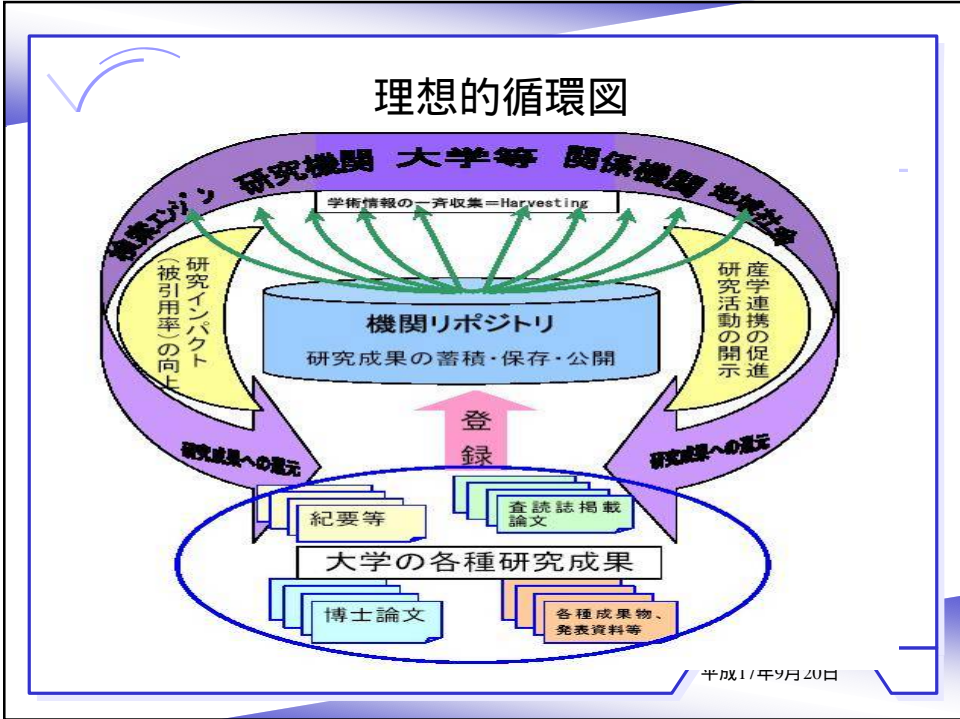 理想的循環図
検索エンジン 研究機関 大学等 関係機関 地域社会
学術情報の一斉収集=Harvesting
研究インパクト
(被引用率)の向上
産学連携の促進
研究活動の開示
機関リポジトリ
研究成果の蓄積・保存・公開
登
録
研究成果への還元
研究成果への還元
紀要等
査読誌掲載
論文
大学の各種研究成果
博士論文
各種成果物、
発表資料等
平成17年9月20日